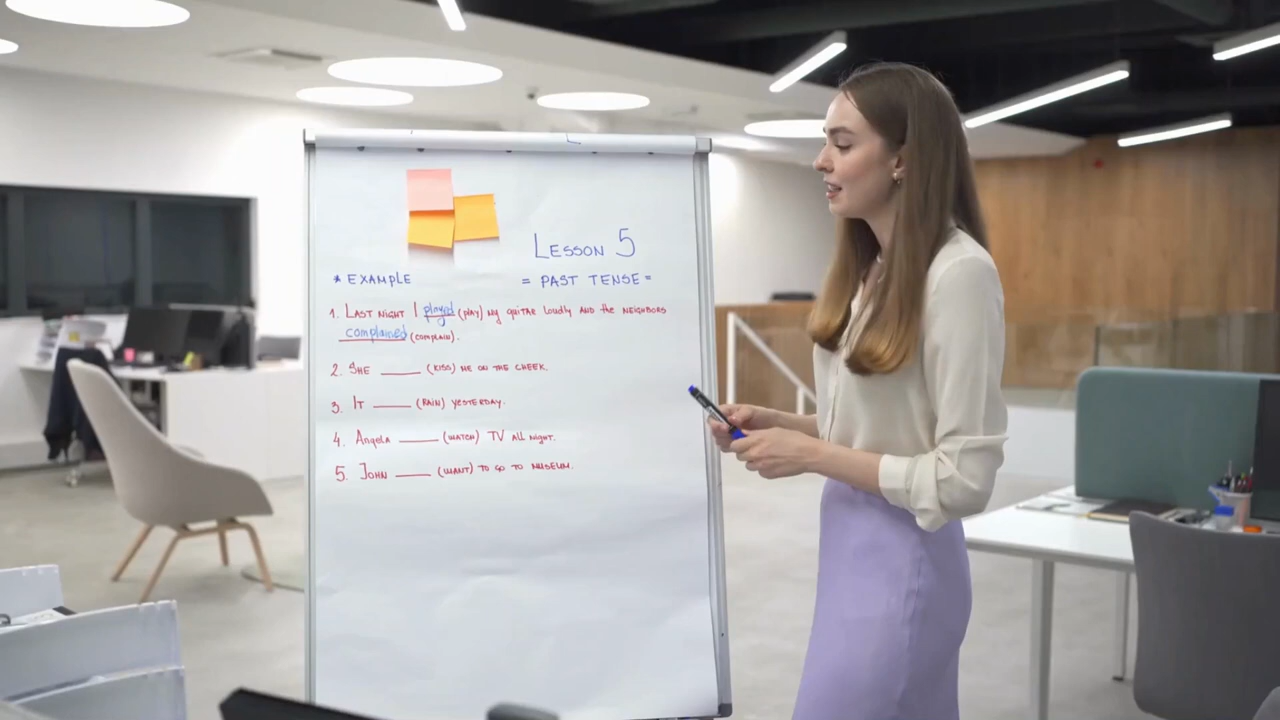 Lesson 5
* EXAMPLE = PAST TENSE =
1. LAST NIGHT I played (PLAY) My guitar loudly AND the NEIGHBORS
complained (COMPLAIN).
2. SHE _____ (KISS) ME ON THE CHEEK.
3. IT _____ (RAIN) YESTERDAY.
4. Angela _____ (WATCH) TV ALL NIGHT.
5. JOHN _____ (WANT) TO GO TO MUSEUM.